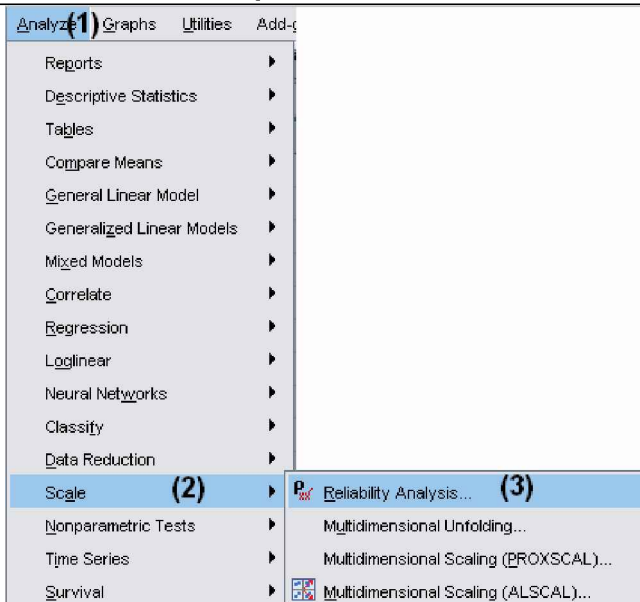 Analyze (1) Graphs Utilities Add-g
Reports
Descriptive Statistics
Tables
Compare Means
General Linear Model
Generalized Linear Models
Mixed Models
Correlate
Regression
Loglinear
Neural Networks
Classify
Data Reduction
Scale (2)
Reliability Analysis... (3)
Nonparametric Tests
Multidimensional Unfolding...
Time Series
Multidimensional Scaling (PROXSCAL)...
Survival
Multidimensional Scaling (ALSCAL)...